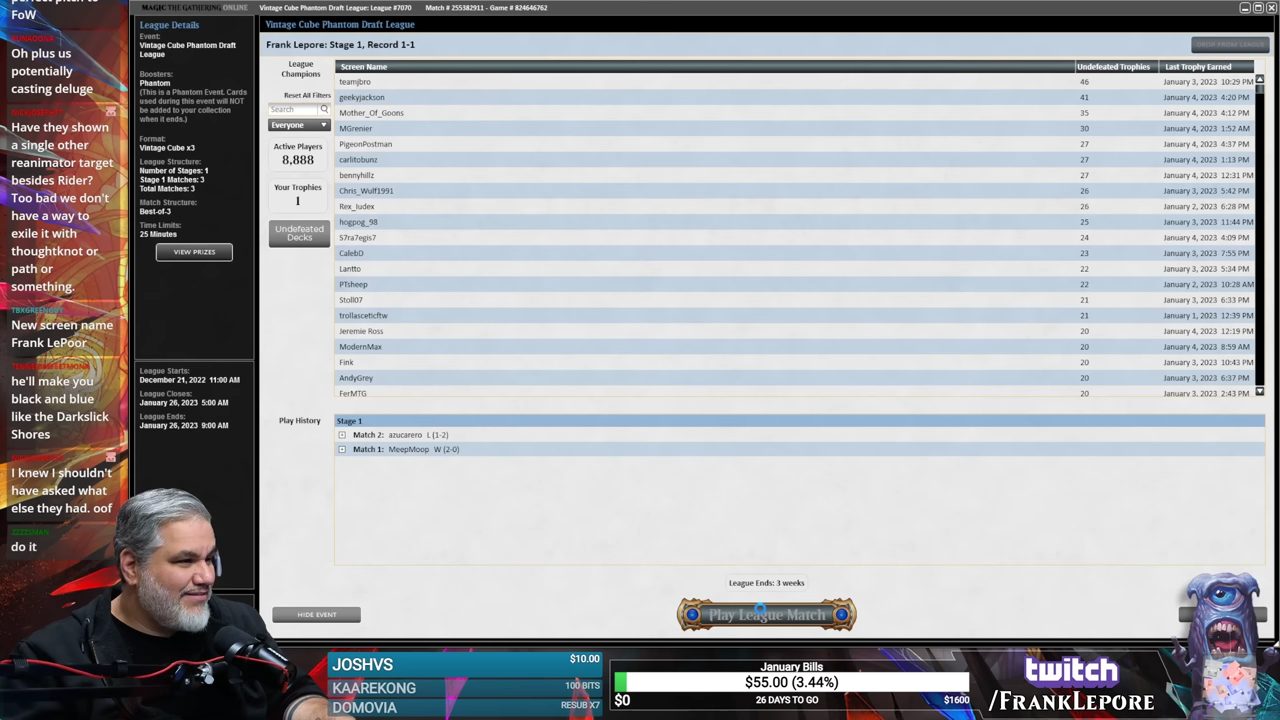 perfect pitch to
FoW
Oh plus us
potentially
casting deluge
Have they shown
a single other
reanimator target
besides Rider?
Too bad we don't
have a way to
exile it with
thoughtknot or
path or
something.
TBXGREENGUY
New screen name
Frank LePoor
he'll make you
black and blue
like the Darkslick
Shores
I knew I shouldn't
have asked what
else they had. oof
ZZZZSMAN
do it
MAGIC THE GATHERING ONLINE
Vintage Cube Phantom Draft League: League #7070
Match # 255382911 - Game # 824646762
League Details
Event:
Vintage Cube Phantom Draft
League
Boosters:
Phantom
(This is a Phantom Event. Cards
used during this event will NOT
be added to your collection
when it ends.)
Format:
Vintage Cube x3
League Structure:
Number of Stages: 1
Stage 1 Matches: 3
Total Matches: 3
Match Structure:
Best-of-3
Time Limits:
25 Minutes
VIEW PRIZES
League Starts:
December 21, 2022 11:00 AM
League Closes:
January 26, 2023 5:00 AM
League Ends:
January 26, 2023 9:00 AM
Vintage Cube Phantom Draft League
Frank Lepore: Stage 1, Record 1-1
DROP FROM LEAGUE
League
Champions
Reset All Filters
Search
Everyone
Active Players
8,888
Your Trophies
1
Undefeated
Decks
Screen Name Undefeated Trophies Last Trophy Earned
teamjbro 46 January 3, 2023 10:29 PM
geekyjackson 41 January 4, 2023 4:20 PM
Mother_Of_Goons 35 January 4, 2023 4:12 PM
MGrenier 30 January 4, 2023 1:52 AM
PigeonPostman 27 January 4, 2023 4:37 PM
carlitobunz 27 January 4, 2023 1:13 PM
bennyhillz 27 January 4, 2023 12:31 PM
Chris_Wulf1991 26 January 3, 2023 5:42 PM
Rex_Iudex 26 January 2, 2023 6:28 PM
hogpog_98 25 January 3, 2023 11:44 PM
S7ra7egis7 24 January 4, 2023 4:09 PM
CalebD 23 January 3, 2023 7:55 PM
Lantto 22 January 3, 2023 5:34 PM
PTsheep 22 January 2, 2023 10:28 AM
Stoll07 21 January 3, 2023 6:33 PM
trollasceticftw 21 January 1, 2023 12:39 PM
Jeremie Ross 20 January 4, 2023 12:19 PM
ModernMax 20 January 4, 2023 8:59 AM
Fink 20 January 3, 2023 10:43 PM
AndyGrey 20 January 3, 2023 6:37 PM
FerMTG 20 January 3, 2023 2:43 PM
Play History
Stage 1
Match 2: azucarero L (1-2)
Match 1: MeepMoop W (2-0)
League Ends: 3 weeks
HIDE EVENT
Play League Match
JOSHVS $10.00
KAAREKONG 100 BITS
DOMOVIA RESUB X7
January Bills
$55.00 (3.44%)
$0 26 DAYS TO GO $1600
twitch
/FRANKLEPORE